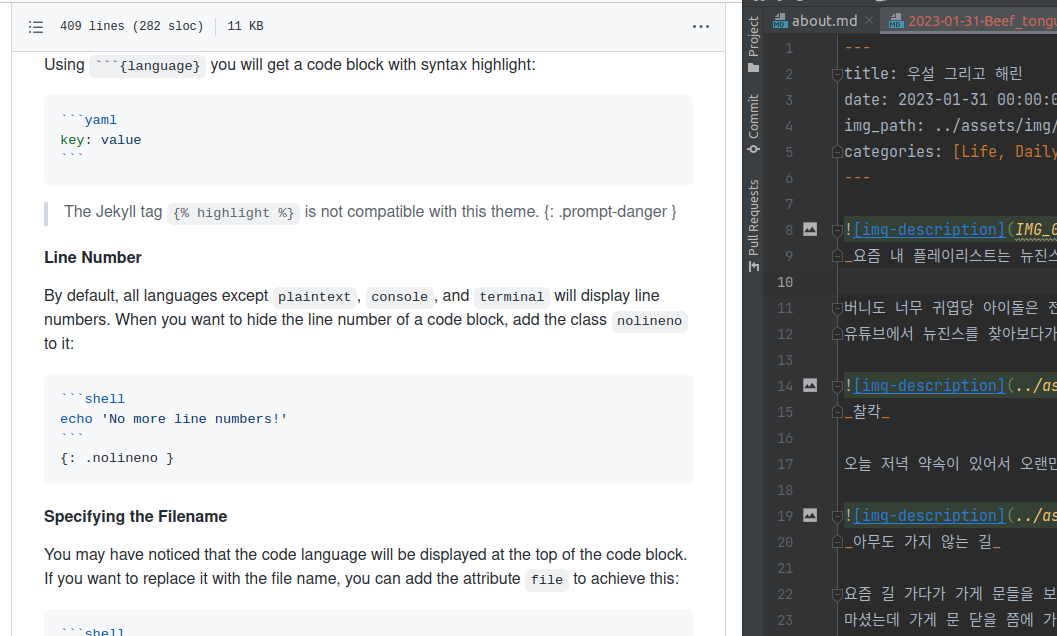 409 lines (282 sloc) 11 KB
Using ```{language} you will get a code block with syntax highlight:
```yaml
key: value
```
The Jekyll tag {% highlight %} is not compatible with this theme. {: .prompt-danger }
Line Number
By default, all languages except plaintext, console, and terminal will display line
numbers. When you want to hide the line number of a code block, add the class nolineno
to it:
```shell
echo 'No more line numbers!'
```
{: .nolineno }
Specifying the Filename
You may have noticed that the code language will be displayed at the top of the code block.
If you want to replace it with the file name, you can add the attribute file to achieve this:
```shell
Project
Commit
Pull Requests
about.md
2023-01-31-Beef_tongu
1 ---
2 title: 우설 그리고 해린
3 date: 2023-01-31 00:00:0
4 img_path: ../assets/img/
5 categories: [Life, Daily
6 ---
7
8 ![img-description](IMG_0
9 _요즘 내 플레이리스트는 뉴진스
10
11 버니도 너무 귀엽당 아이돌은 전
12 유튜브에서 뉴진스를 찾아보다가
13
14 ![img-description](../as
15 _찰칵_
16
17 오늘 저녁 약속이 있어서 오랜만
18
19 ![img-description](../as
20 _아무도 가지 않는 길_
21
22 요즘 길 가다가 가게 문들을 보
23 마셨는데 가게 문 닫을 쯤에 가